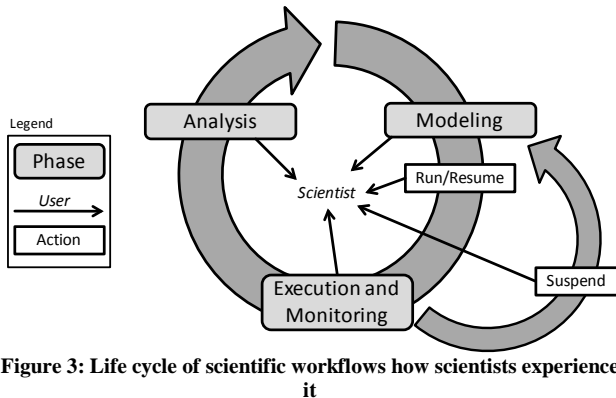 Legend
Phase
User
Action
Analysis
Modeling
Scientist
Run/Resume
Suspend
Execution and
Monitoring
Figure 3: Life cycle of scientific workflows how scientists experience
it